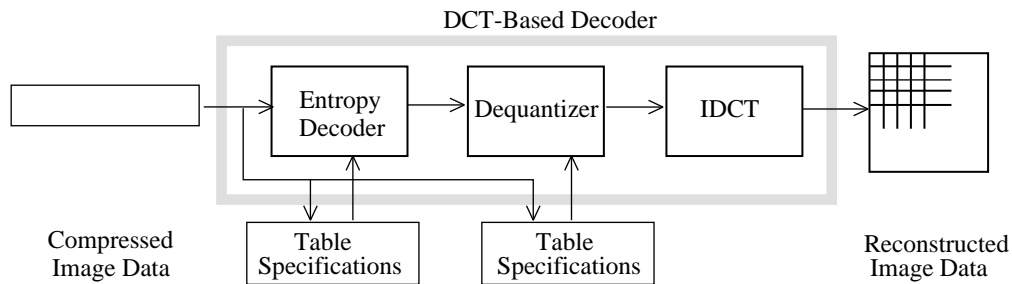 DCT-Based Decoder
Entropy
Decoder
Dequantizer
IDCT
Table
Specifications
Table
Specifications
Compressed
Image Data
Reconstructed
Image Data